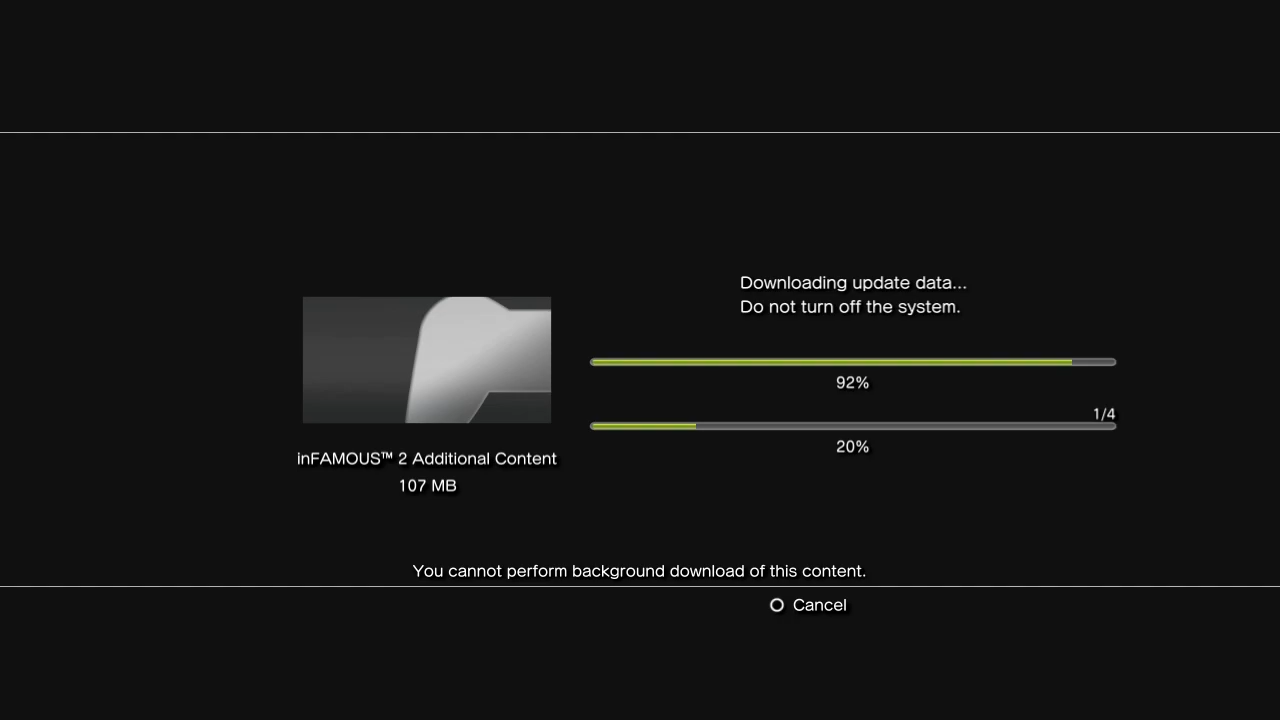 Downloading update data...
Do not turn off the system.
92%
1/4
20%
inFAMOUS™ 2 Additional Content
107 MB
You cannot perform background download of this content.
Cancel